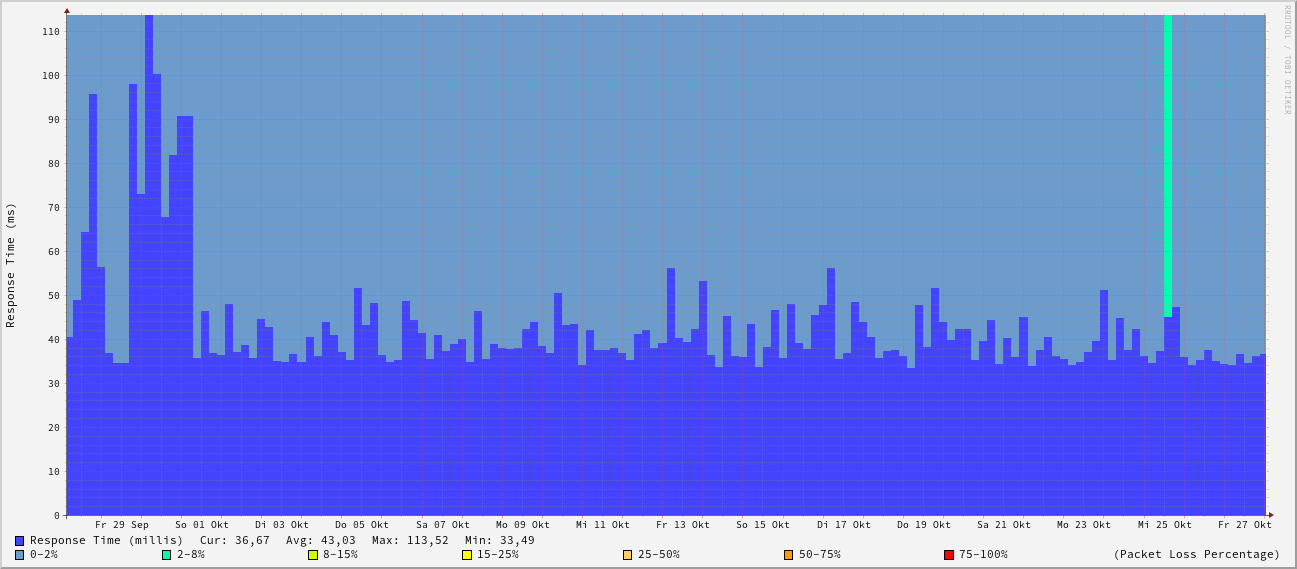 RRDTOOL / TOBI OETIKER
Response Time (ms)
110
100
90
80
70
60
50
40
30
20
10
0
Fr 29 Sep So 01 Okt Di 03 Okt Do 05 Okt Sa 07 Okt Mo 09 Okt Mi 11 Okt Fr 13 Okt So 15 Okt Di 17 Okt Do 19 Okt Sa 21 Okt Mo 23 Okt Mi 25 Okt Fr 27 Okt
Response Time (millis) Cur: 36,67 Avg: 43,03 Max: 113,52 Min: 33,49
0-2% 2-8% 8-15% 15-25% 25-50% 50-75% 75-100% (Packet Loss Percentage)